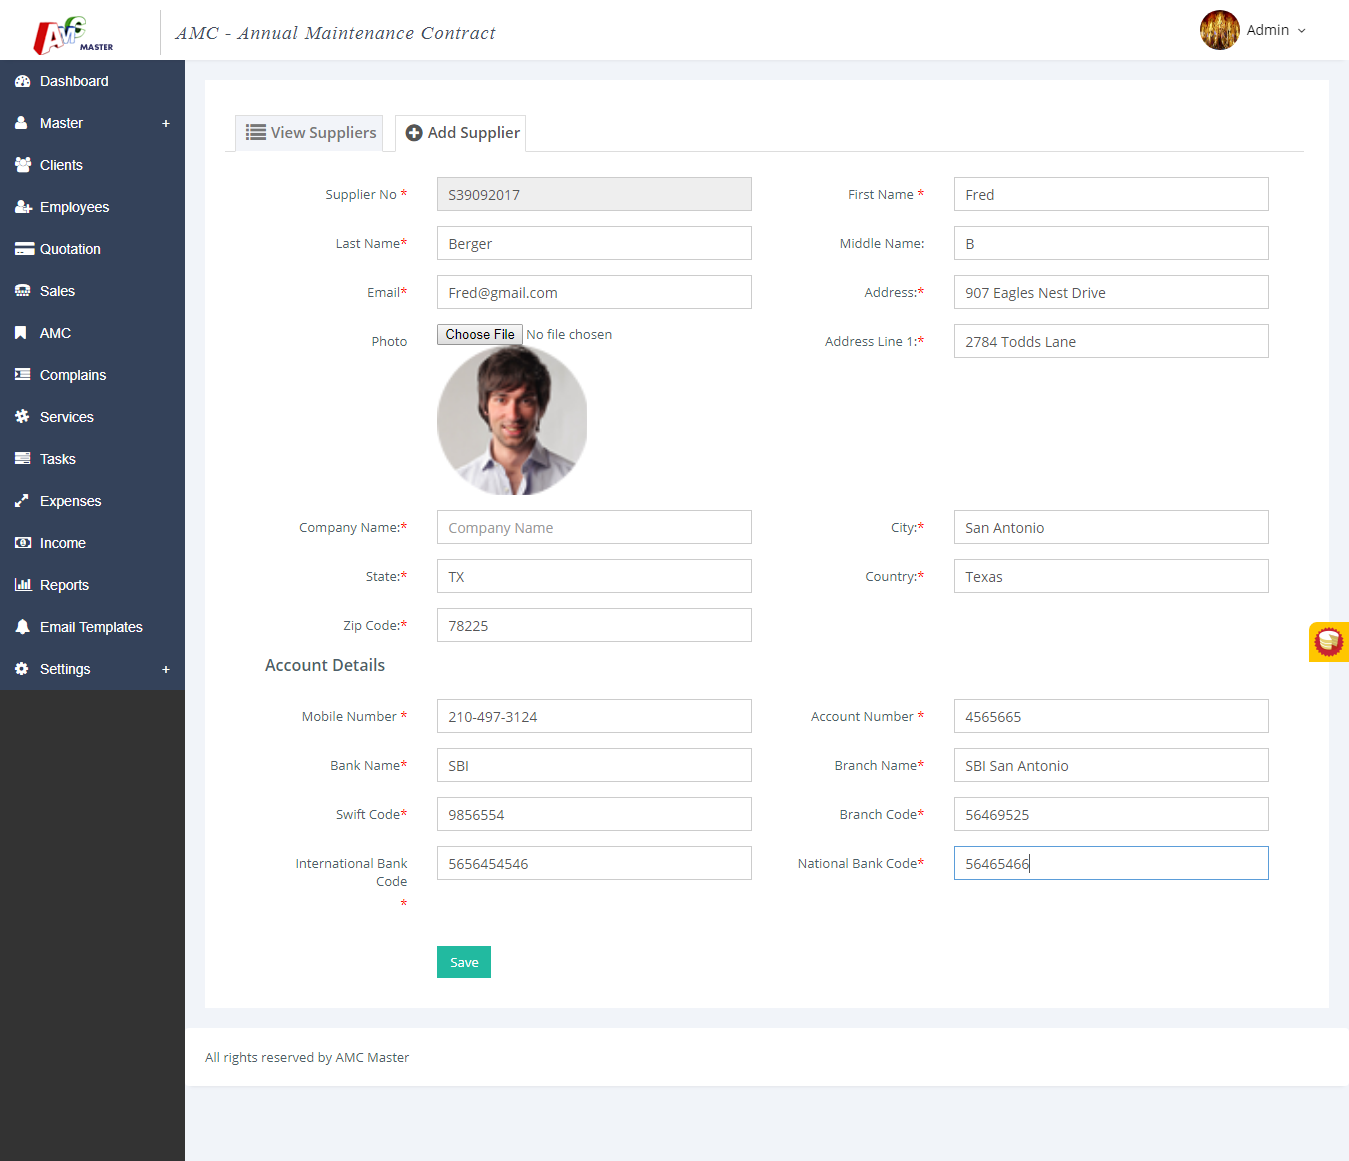 AMC MASTER
AMC - Annual Maintenance Contract
Admin
Dashboard
Master +
Clients
Employees
Quotation
Sales
AMC
Complains
Services
Tasks
Expenses
Income
Reports
Email Templates
Settings +
View Suppliers
Add Supplier
Supplier No * S39092017
First Name * Fred
Last Name* Berger
Middle Name: B
Email* Fred@gmail.com
Address:* 907 Eagles Nest Drive
Photo Choose File No file chosen
Address Line 1:* 2784 Todds Lane
Company Name:* Company Name
City:* San Antonio
State:* TX
Country:* Texas
Zip Code:* 78225
Account Details
Mobile Number * 210-497-3124
Account Number * 4565665
Bank Name* SBI
Branch Name* SBI San Antonio
Swift Code* 9856554
Branch Code* 56469525
International Bank
Code
*
5656454546
National Bank Code* 56465466
Save
All rights reserved by AMC Master